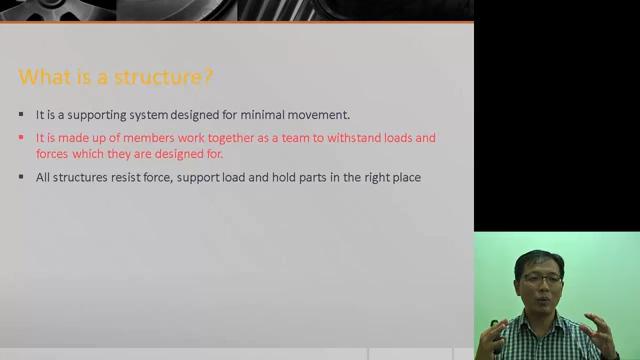 What is a structure?
It is a supporting system designed for minimal movement.
It is made up of members work together as a team to withstand loads and
forces which they are designed for.
All structures resist force, support load and hold parts in the right place